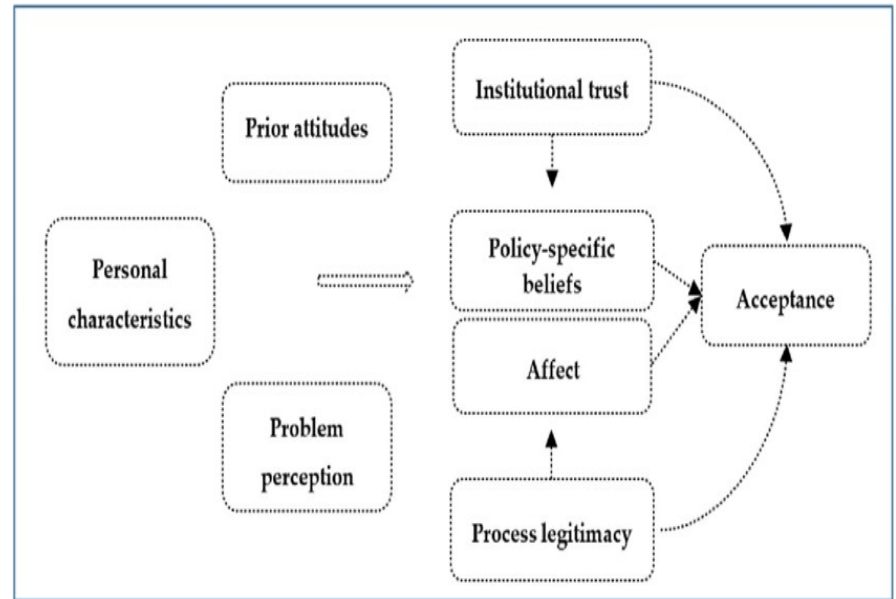 Institutional trust
Prior attitudes
Policy-specific
beliefs
Personal
characteristics
Acceptance
Affect
Problem
perception
Process legitimacy